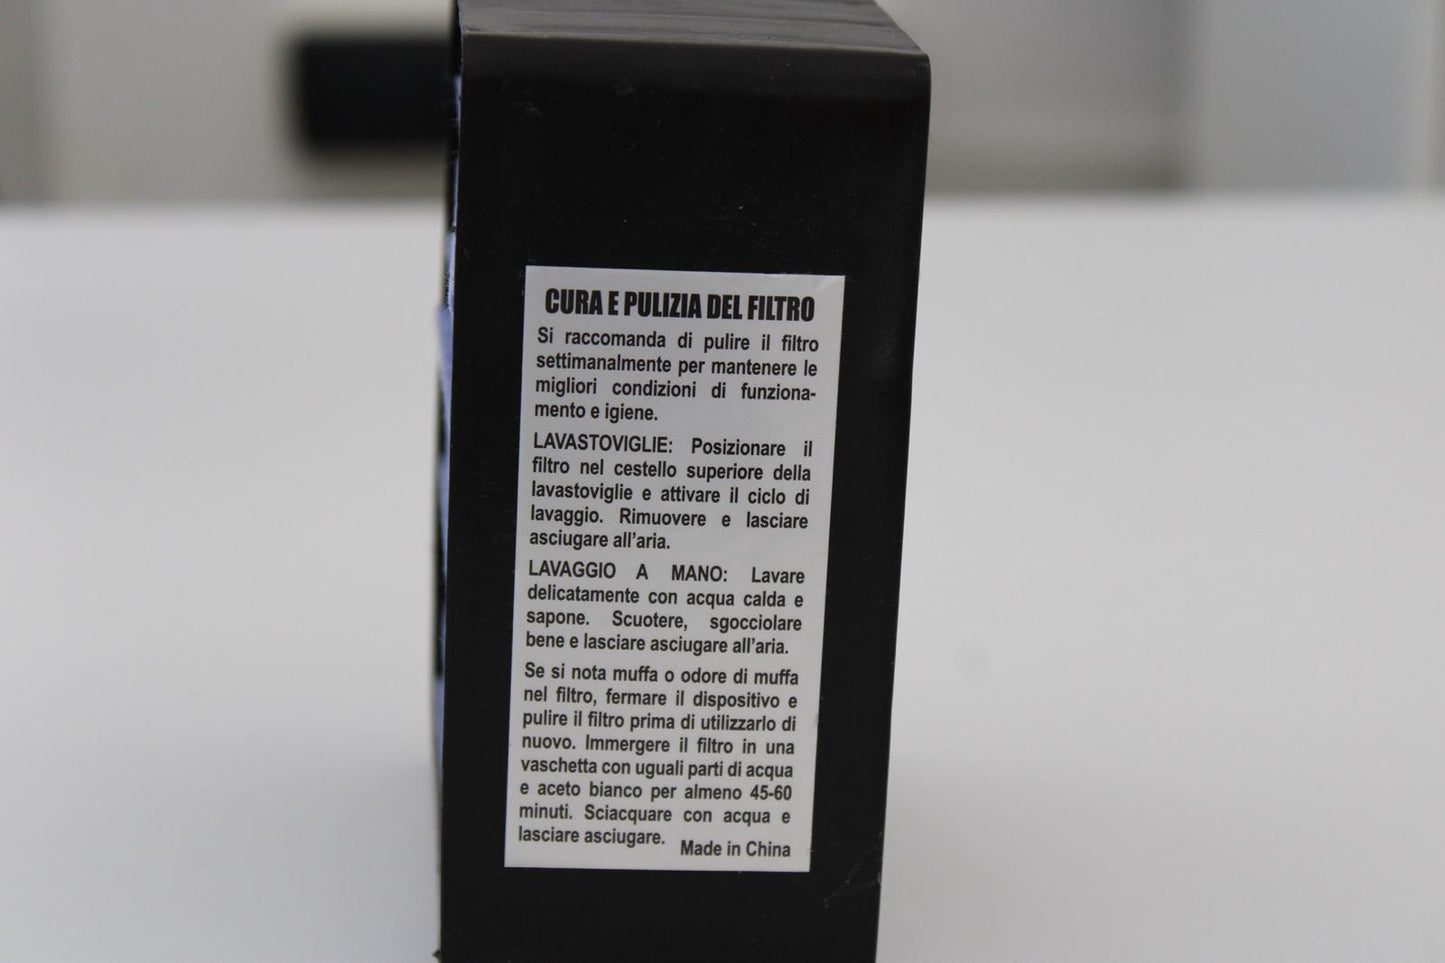 CURA E PULIZIA DEL FILTRO
Si raccomanda di pulire il filtro
settimanalmente per mantenere le
migliori condizioni di funziona-
mento e igiene.
LAVASTOVIGLIE: Posizionare il
filtro nel cestello superiore della
lavastoviglie e attivare il ciclo di
lavaggio. Rimuovere e lasciare
asciugare all'aria.
LAVAGGIO A MANO: Lavare
delicatamente con acqua calda e
sapone. Scuotere, sgocciolare
bene e lasciare asciugare all'aria.
Se si nota muffa o odore di muffa
nel filtro, fermare il dispositivo e
pulire il filtro prima di utilizzarlo di
nuovo. Immergere il filtro in una
vaschetta con uguali parti di acqua
e aceto bianco per almeno 45-60
minuti. Sciacquare con acqua e
lasciare asciugare.
Made in China